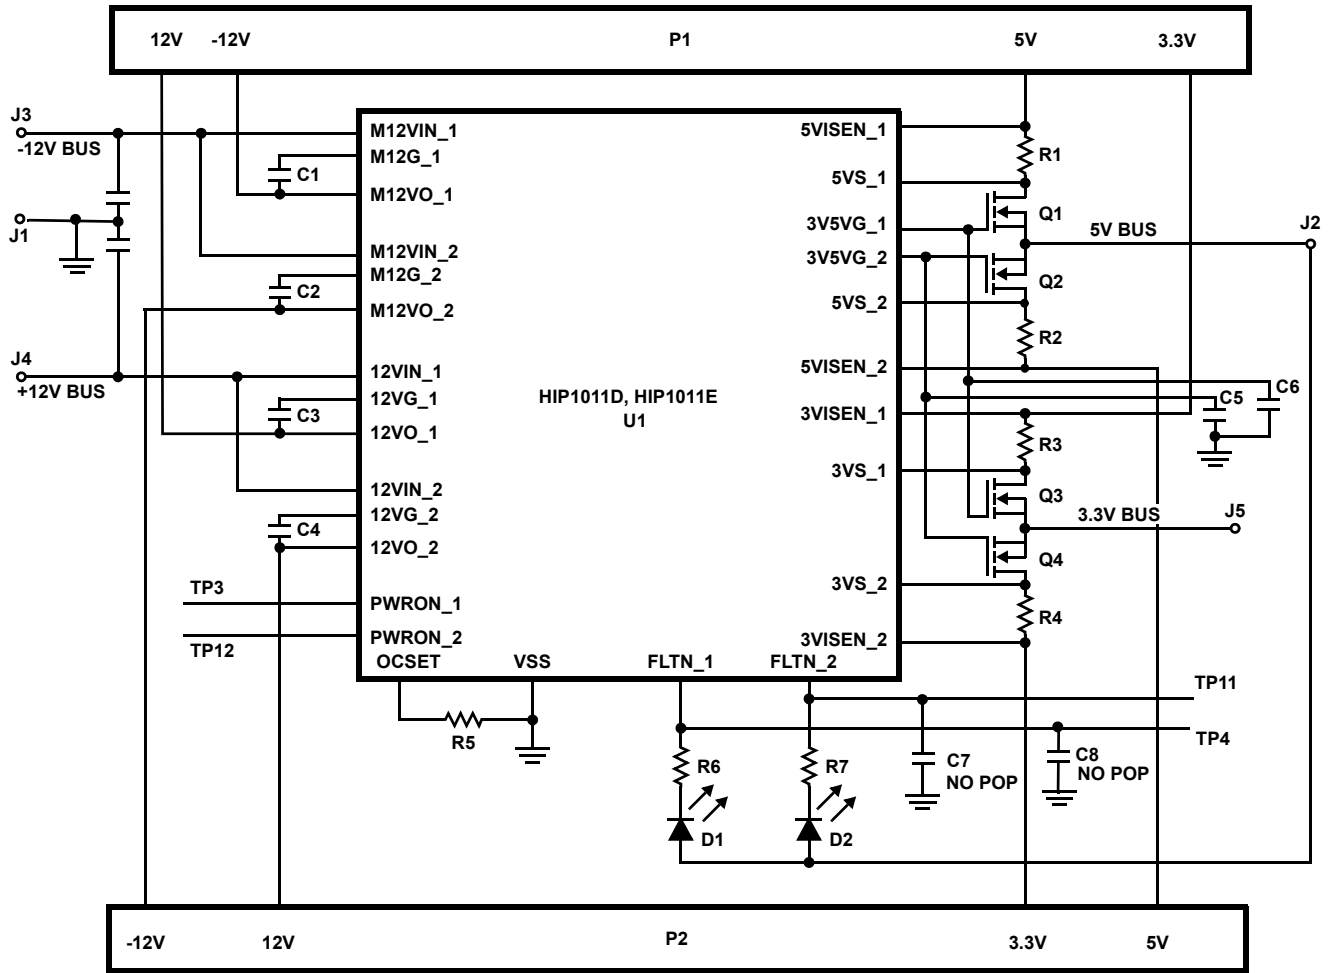 12V -12V P1 5V 3.3V
J3
-12V BUS
J1
J4
+12V BUS
C1
C2
C3
C4
TP3
TP12
M12VIN_1
M12G_1
M12VO_1
M12VIN_2
M12G_2
M12VO_2
12VIN_1
12VG_1
12VO_1
12VIN_2
12VG_2
12VO_2
PWRON_1
PWRON_2
OCSET VSS FLTN_1 FLTN_2
HIP1011D, HIP1011E
U1
5VISEN_1
5VS_1
3V5VG_1
3V5VG_2
5VS_2
5VISEN_2
3VISEN_1
3VS_1
3VS_2
3VISEN_2
R1
Q1
5V BUS
J2
Q2
R2
C6
C5
R3
Q3
3.3V BUS
J5
Q4
R4
TP11
TP4
R5
R6
R7
C7
NO POP
C8
NO POP
D1
D2
-12V 12V P2 3.3V 5V